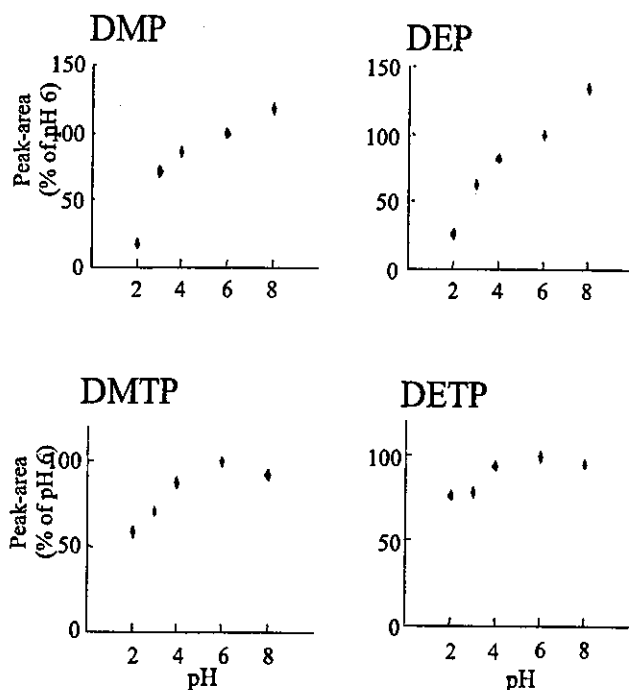 DMP
Peak-area
(% of pH 6)
150
100
50
0
2 4 6 8
DEP
150
100
50
0
2 4 6 8
DMTP
Peak-area
(% of pH 6)
100
50
0
2 4 6 8
pH
DETP
100
50
0
2 4 6 8
pH